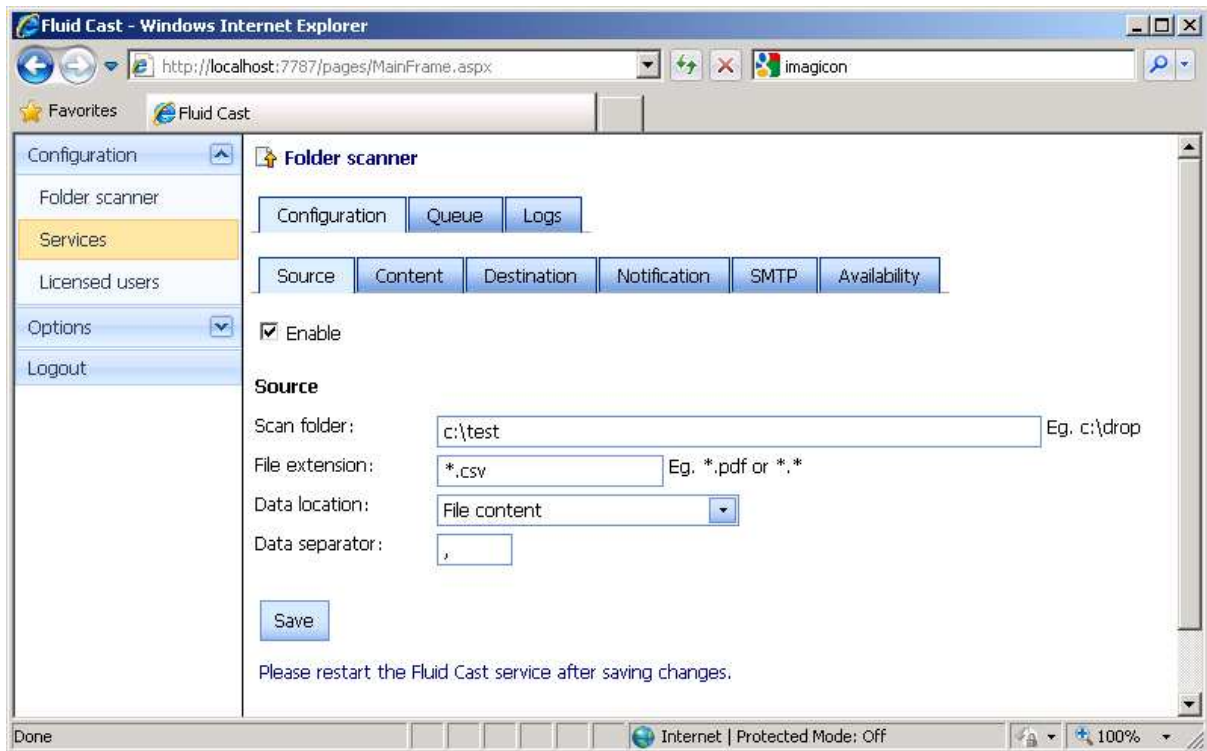 Fluid Cast - Windows Internet Explorer
http://localhost:7787/pages/MainFrame.aspx
imagicon
Favorites Fluid Cast
Configuration
Folder scanner
Services
Licensed users
Options
Logout
Folder scanner
Configuration Queue Logs
Source Content Destination Notification SMTP Availability
Enable
Source
Scan folder: c:\test Eg. c:\drop
File extension: *.csv Eg. *.pdf or *.*
Data location: File content
Data separator: ,
Save
Please restart the Fluid Cast service after saving changes.
Done Internet | Protected Mode: Off 100%